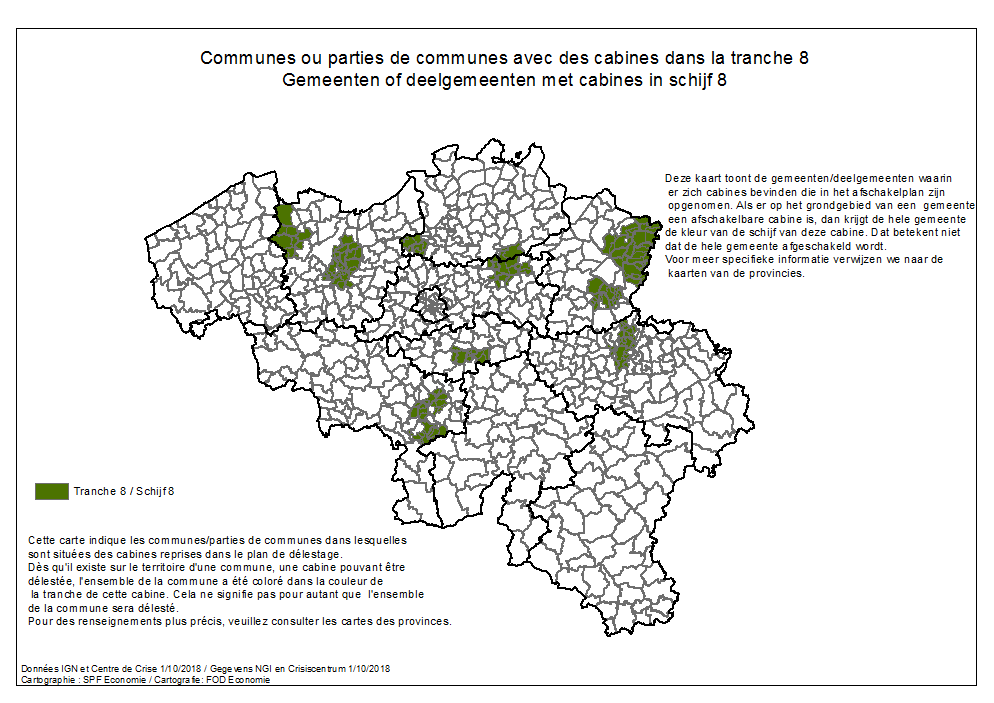 Communes ou parties de communes avec des cabines dans la tranche 8
Gemeenten of deelgemeenten met cabines in schijf 8
Deze kaart toont de gemeenten/deelgemeenten waarin
er zich cabines bevinden die in het afschakelplan zijn
opgenomen. Als er op het grondgebied van een gemeente
een afschakelbare cabine is, dan krijgt de hele gemeente
de kleur van de schijf van deze cabine. Dat betekent niet
dat de hele gemeente afgeschakeld wordt.
Voor meer specifieke informatie verwijzen we naar de
kaarten van de provincies.
Tranche 8 / Schijf 8
Cette carte indique les communes/parties de communes dans lesquelles
sont situées des cabines reprises dans le plan de délestage.
Dès qu'il existe sur le territoire d'une commune, une cabine pouvant être
délestée, l'ensemble de la commune a été coloré dans la couleur de
la tranche de cette cabine. Cela ne signifie pas pour autant que l'ensemble
de la commune sera délesté.
Pour des renseignements plus précis, veuillez consulter les cartes des provinces.
Données IGN et Centre de Crise 1/10/2018 / Gegevens NGI en Crisiscentrum 1/10/2018
Cartographie : SPF Economie / Cartografie: FOD Economie